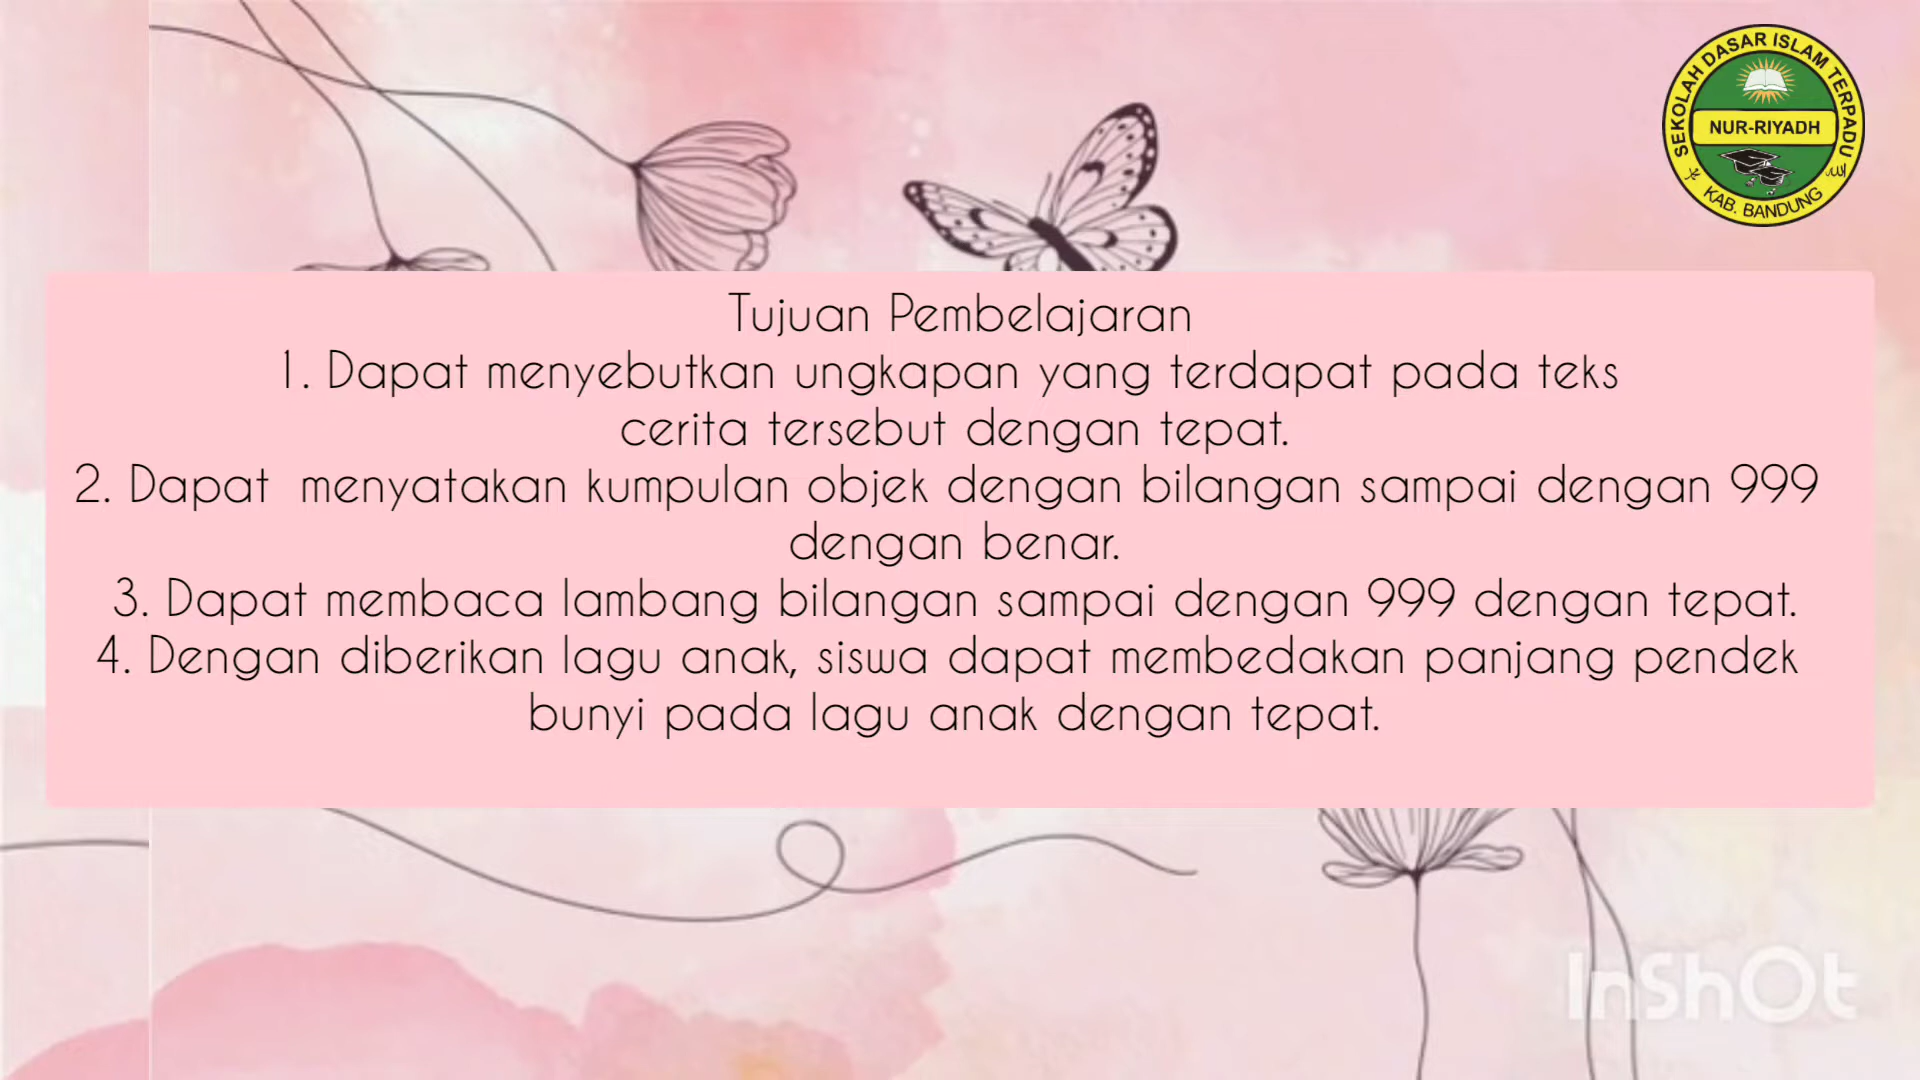 SEKOLAH DASAR ISLAM TERPADU
NUR-RIYADH
KAB. BANDUNG
Tujuan Pembelajaran
1. Dapat menyebutkan ungkapan yang terdapat pada teks
cerita tersebut dengan tepat.
2. Dapat menyatakan kumpulan objek dengan bilangan sampai dengan 999
dengan benar.
3. Dapat membaca lambang bilangan sampai dengan 999 dengan tepat.
4. Dengan diberikan lagu anak, siswa dapat membedakan panjang pendek
bunyi pada lagu anak dengan tepat.
InShOt